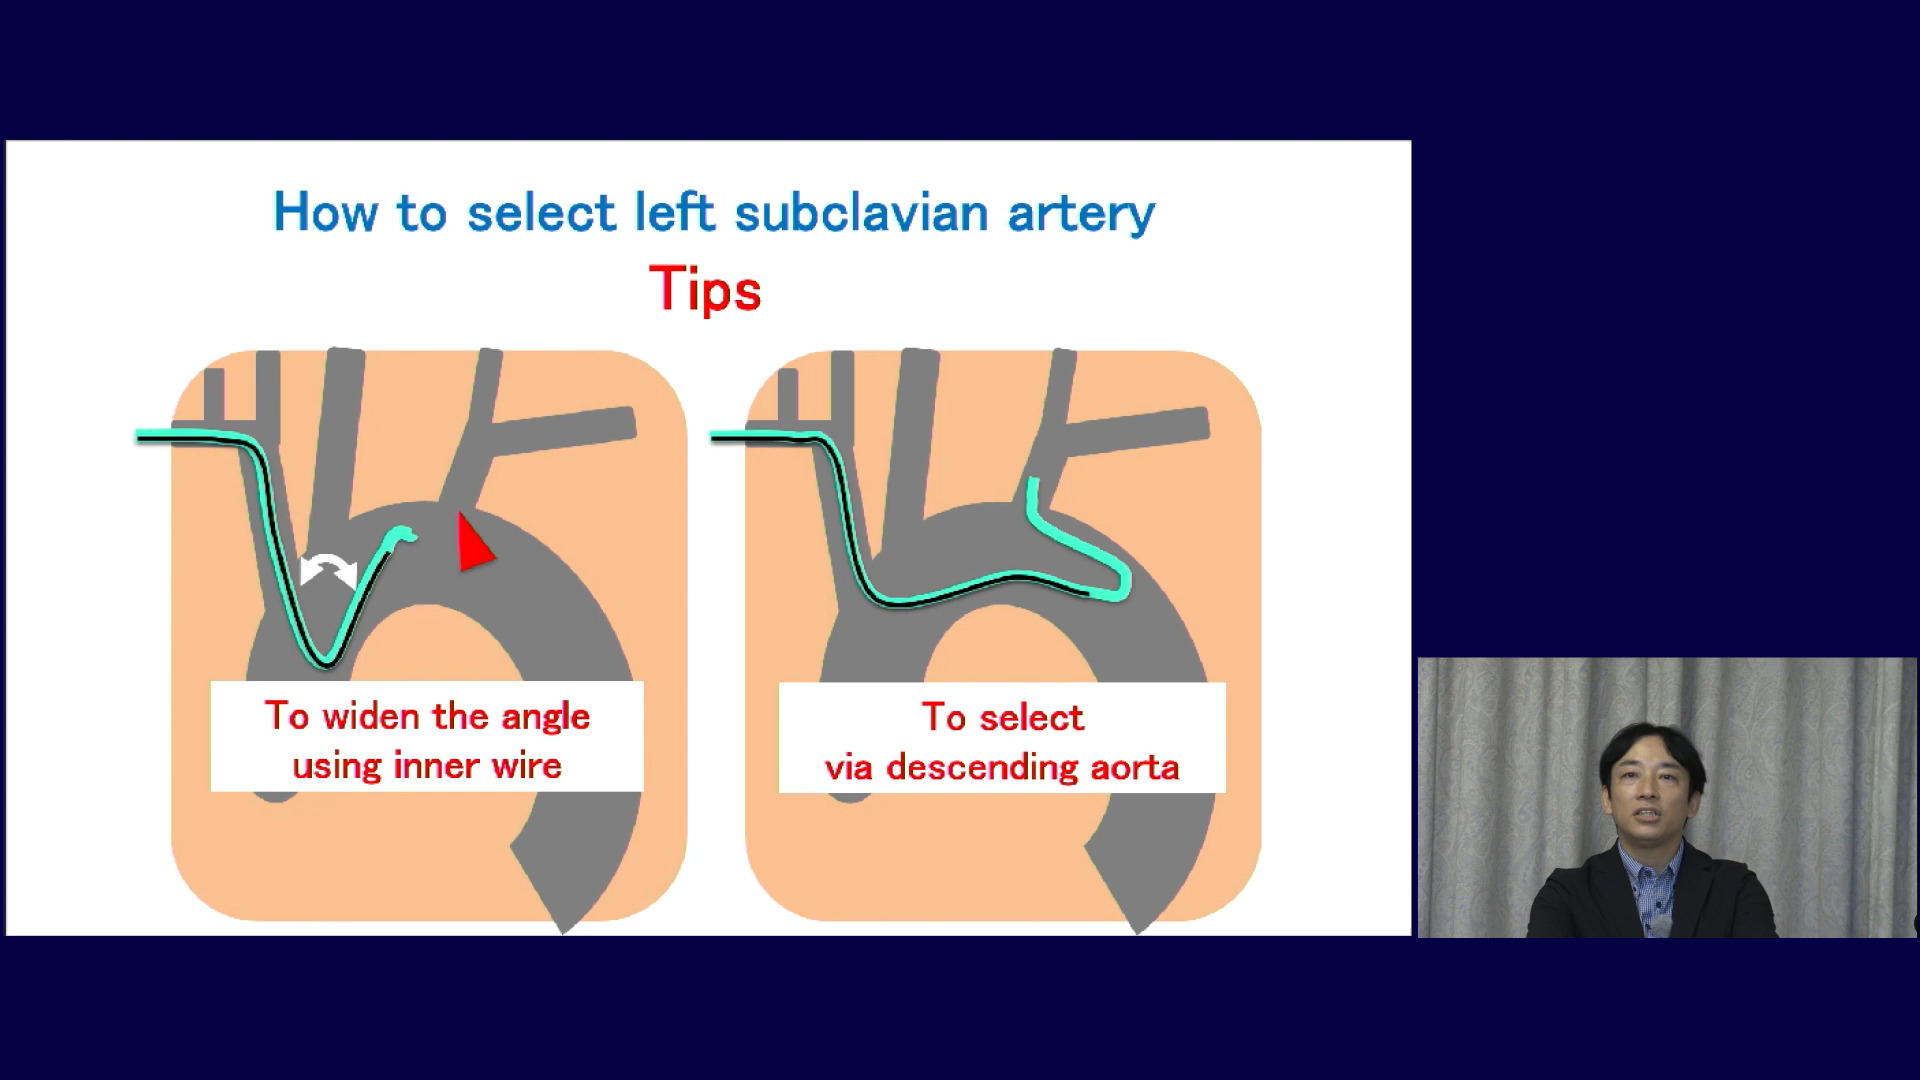 How to select left subclavian artery
Tips
To widen the angle
using inner wire
To select
via descending aorta